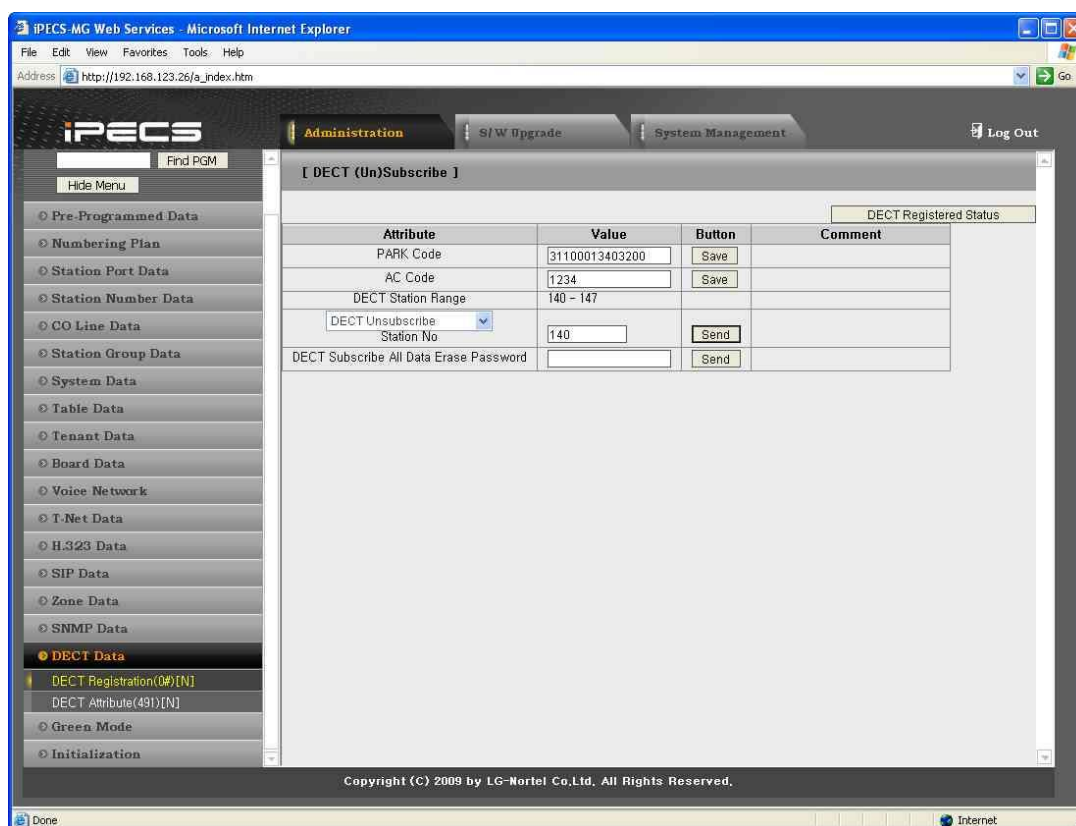 iPECS-MG Web Services - Microsoft Internet Explorer
File Edit View Favorites Tools Help
Address http://192.168.123.26/a_index.htm Go
iPECS Administration S/W Upgrade System Management Log Out
Find PGM
Hide Menu
[ DECT (Un)Subscribe ]
DECT Registered Status
Attribute Value Button Comment
PARK Code 31100013403200 Save
AC Code 1234 Save
DECT Station Range 140 - 147
DECT Unsubscribe
Station No 140 Send
DECT Subscribe All Data Erase Password Send
Pre-Programmed Data
Numbering Plan
Station Port Data
Station Number Data
CO Line Data
Station Group Data
System Data
Table Data
Tenant Data
Board Data
Voice Network
T-Net Data
H.323 Data
SIP Data
Zone Data
SNMP Data
DECT Data
DECT Registration(0#)[N]
DECT Attribute(491)[N]
Green Mode
Initialization
Copyright (C) 2009 by LG-Nortel Co,Ltd, All Rights Reserved,
Done Internet